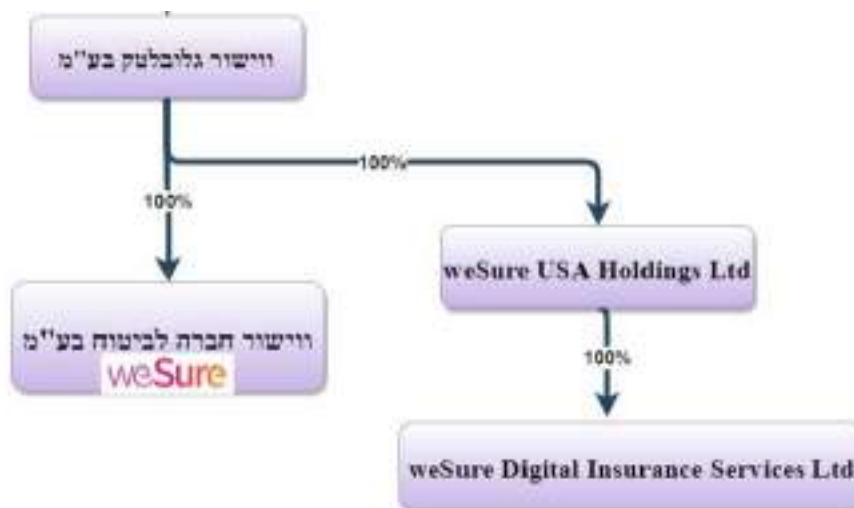 ווישור גלובלטק בע"מ
100%
100%
weSure USA Holdings Ltd
ווישור חברה לביטוח בע"מ
weSure
100%
weSure Digital Insurance Services Ltd